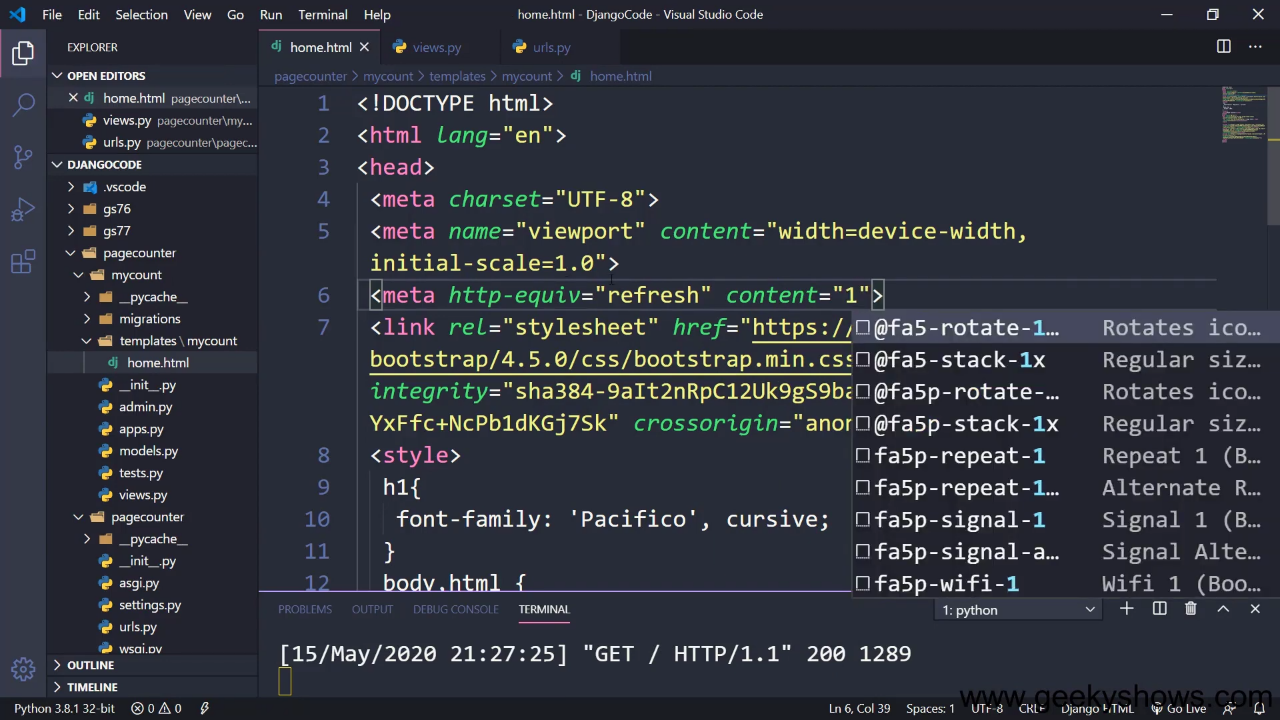 File Edit Selection View Go Run Terminal Help
home.html - DjangoCode - Visual Studio Code
EXPLORER
OPEN EDITORS
home.html pagecounter\...
views.py pagecounter\my...
urls.py pagecounter\pagec...
DJANGOCODE
.vscode
gs76
gs77
pagecounter
mycount
__pycache__
migrations
templates \ mycount
home.html
__init__.py
admin.py
apps.py
models.py
tests.py
views.py
pagecounter
__pycache__
__init__.py
asgi.py
settings.py
urls.py
wsgi.py
OUTLINE
TIMELINE
home.html
views.py
urls.py
pagecounter > mycount > templates > mycount > home.html
1 <!DOCTYPE html>
2 <html lang="en">
3 <head>
4 <meta charset="UTF-8">
5 <meta name="viewport" content="width=device-width,
initial-scale=1.0">
6 <meta http-equiv="refresh" content="1">
7 <link rel="stylesheet" href="https:/
bootstrap/4.5.0/css/bootstrap.min.css
integrity="sha384-9aIt2nRpC12Uk9gS9ba
YxFfc+NcPb1dKGj7Sk" crossorigin="anon
8 <style>
9 h1{
10 font-family: 'Pacifico', cursive;
11 }
12 body,html {
@fa5-rotate-1... Rotates ico...
@fa5-stack-1x Regular siz...
@fa5p-rotate-... Rotates ico...
@fa5p-stack-1x Regular siz...
fa5p-repeat-1 Repeat 1 (B...
fa5p-repeat-1... Alternate R...
fa5p-signal-1 Signal 1 (B...
fa5p-signal-a... Signal Alte...
fa5p-wifi-1 Wifi 1 (Boo...
PROBLEMS OUTPUT DEBUG CONSOLE TERMINAL
1: python
[15/May/2020 21:27:25] "GET / HTTP/1.1" 200 1289
www.geekyshows.com
Python 3.8.1 32-bit 0 0
Ln 6, Col 39 Spaces: 1 UTF-8 CRLF Django HTML Go Live